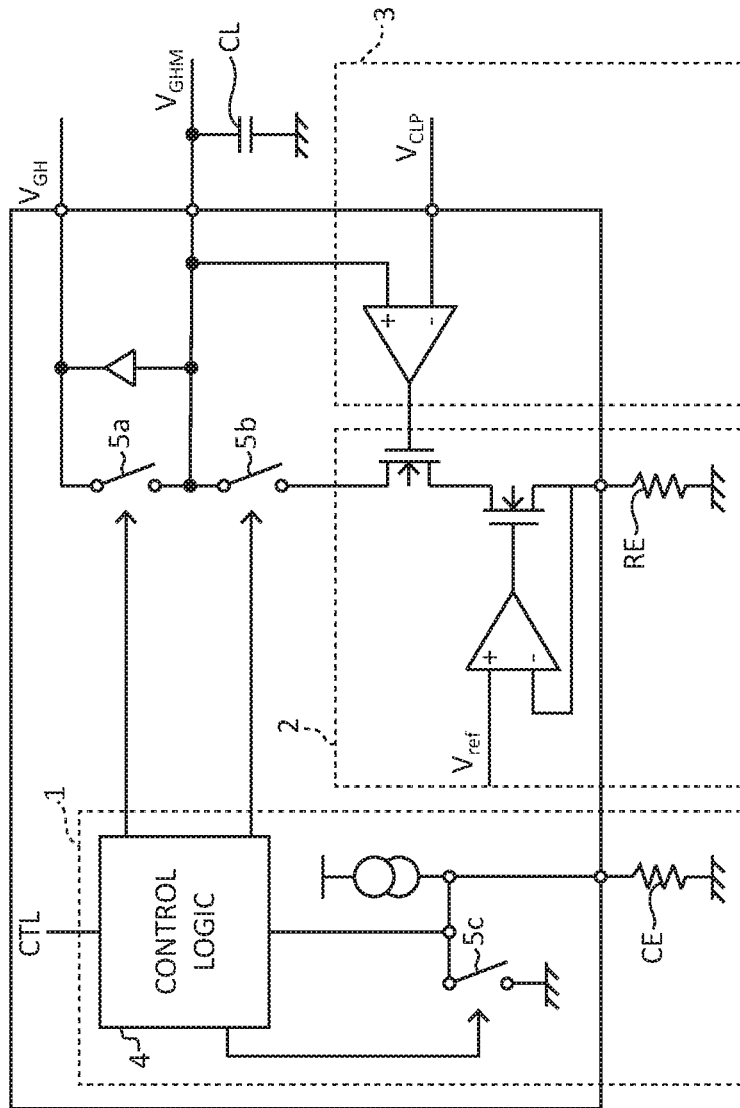 CTL
1
4
CONTROL
LOGIC
5c
CE
2
V_ref
+
-
RE
5a
5b
+
-
V_GH
V_GHM
CL
V_CLP
3